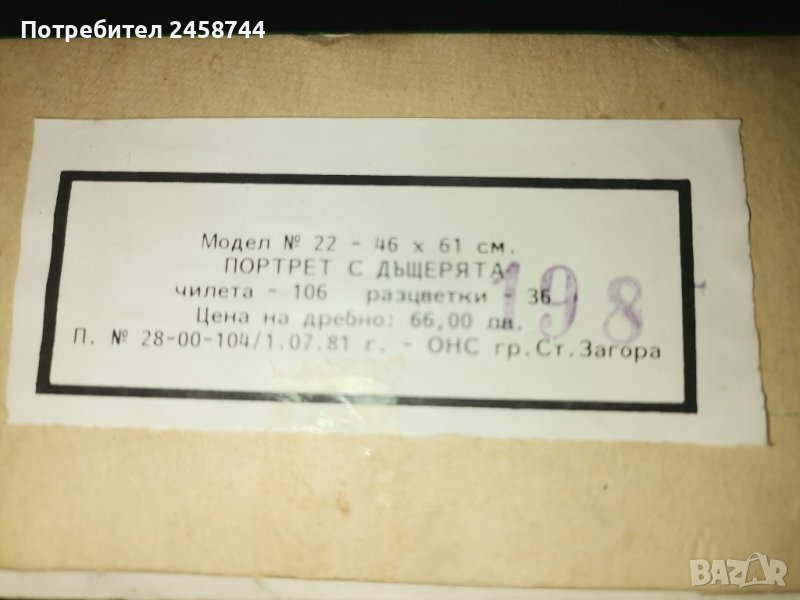 Потребител 2458744
Модел № 22 - 46 х 61 см.
ПОРТРЕТ С ДЪЩЕРЯТА
чилета - 106 разцветки - 36
198
Цена на дребно: 66,00 лв.
П. № 28-00-104/1.07.81 г. - ОНС гр.Ст.Загора
BAZAR